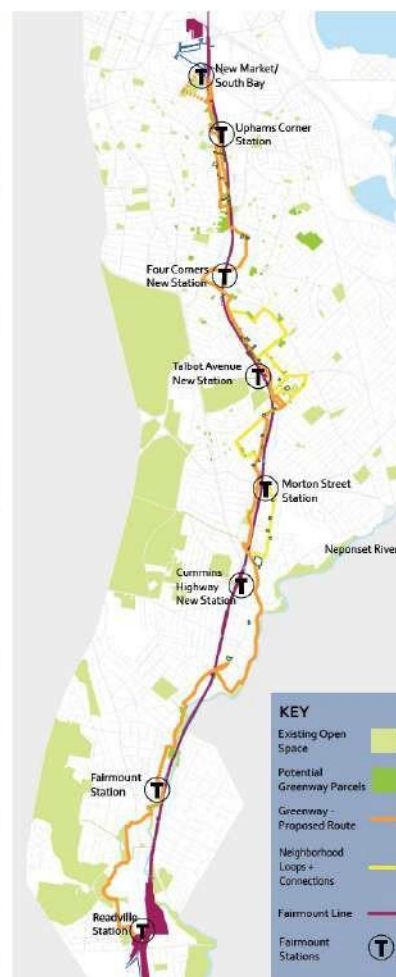 New Market/
South Bay
Uphams Corner
Station
Four Corners
New Station
Talbot Avenue
New Station
Morton Street
Station
Neponset River
Cummins
Highway
New Station
Fairmount
Station
Readville
Station
KEY
Existing Open
Space
Potential
Greenway Parcels
Greenway -
Proposed Route
Neighborhood
Loops +
Connections
Fairmount Line
Fairmount
Stations
T
T
T
T
T
T
T
T
T